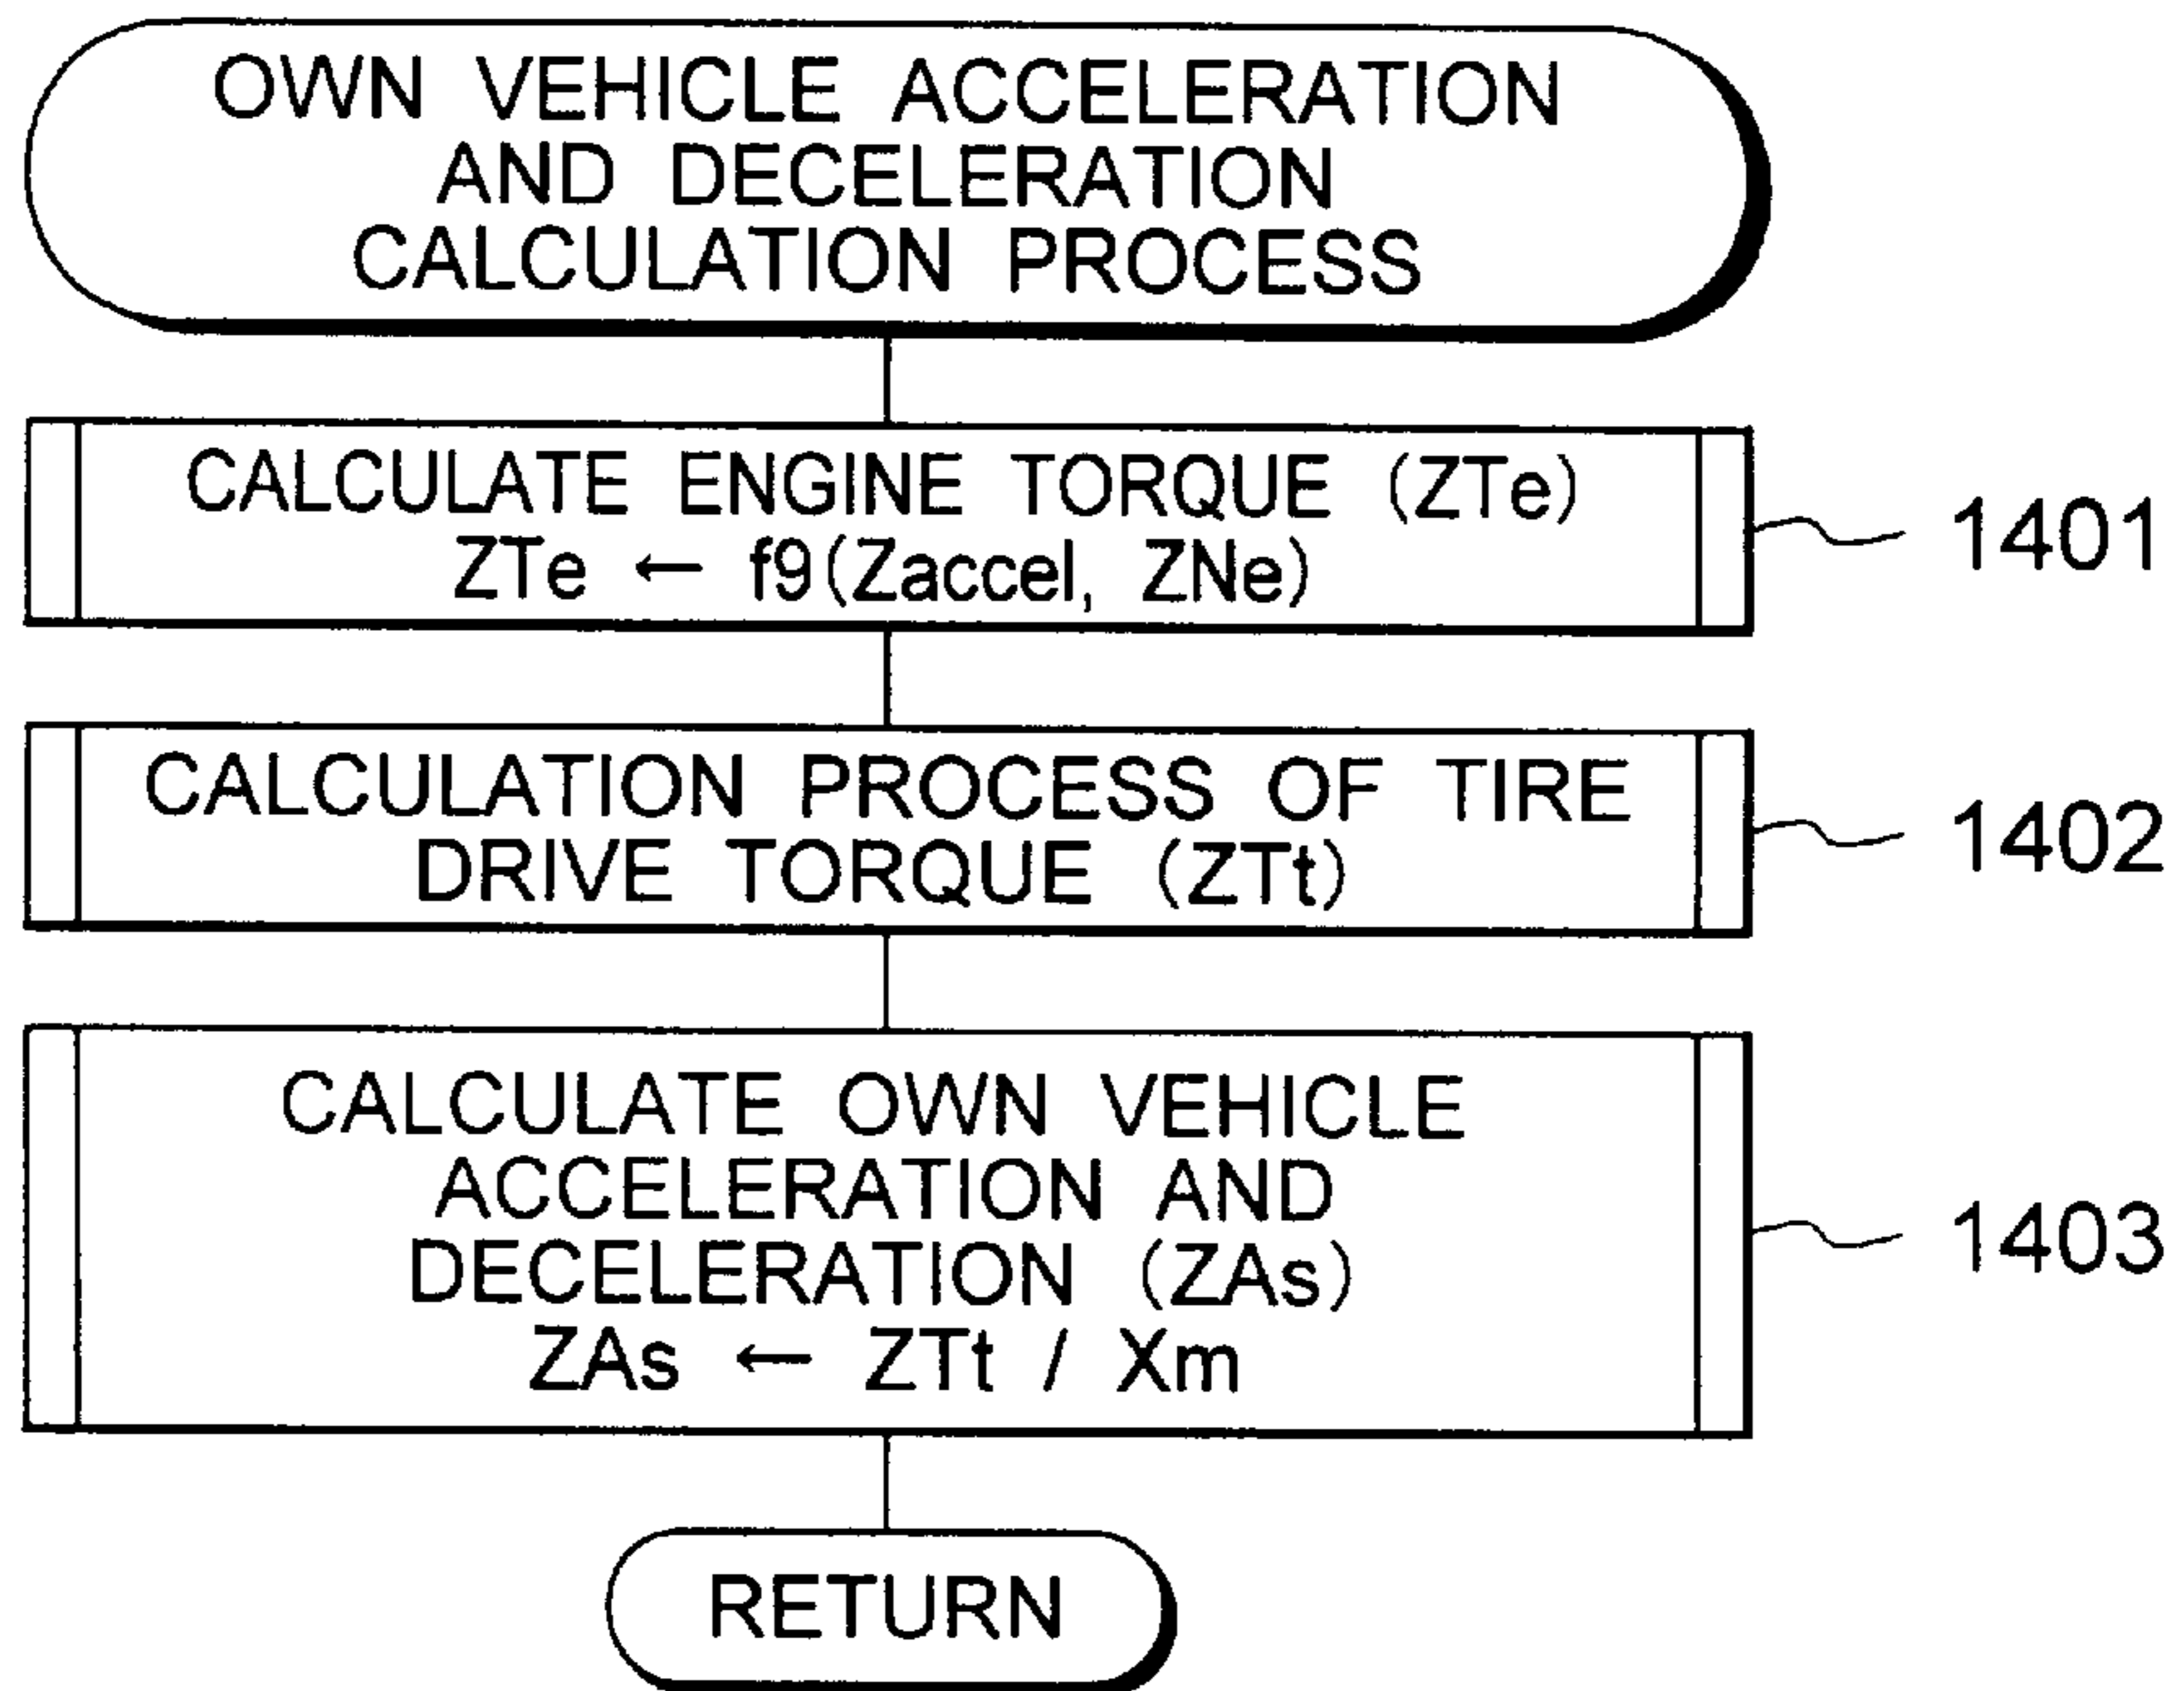 OWN VEHICLE ACCELERATION
AND DECELERATION
CALCULATION PROCESS
CALCULATE ENGINE TORQUE (ZTe)
ZTe ← f9(Zaccel, ZNe)
1401
CALCULATION PROCESS OF TIRE
DRIVE TORQUE (ZTt)
1402
CALCULATE OWN VEHICLE
ACCELERATION AND
DECELERATION (ZAs)
ZAs ← ZTt / Xm
1403
RETURN